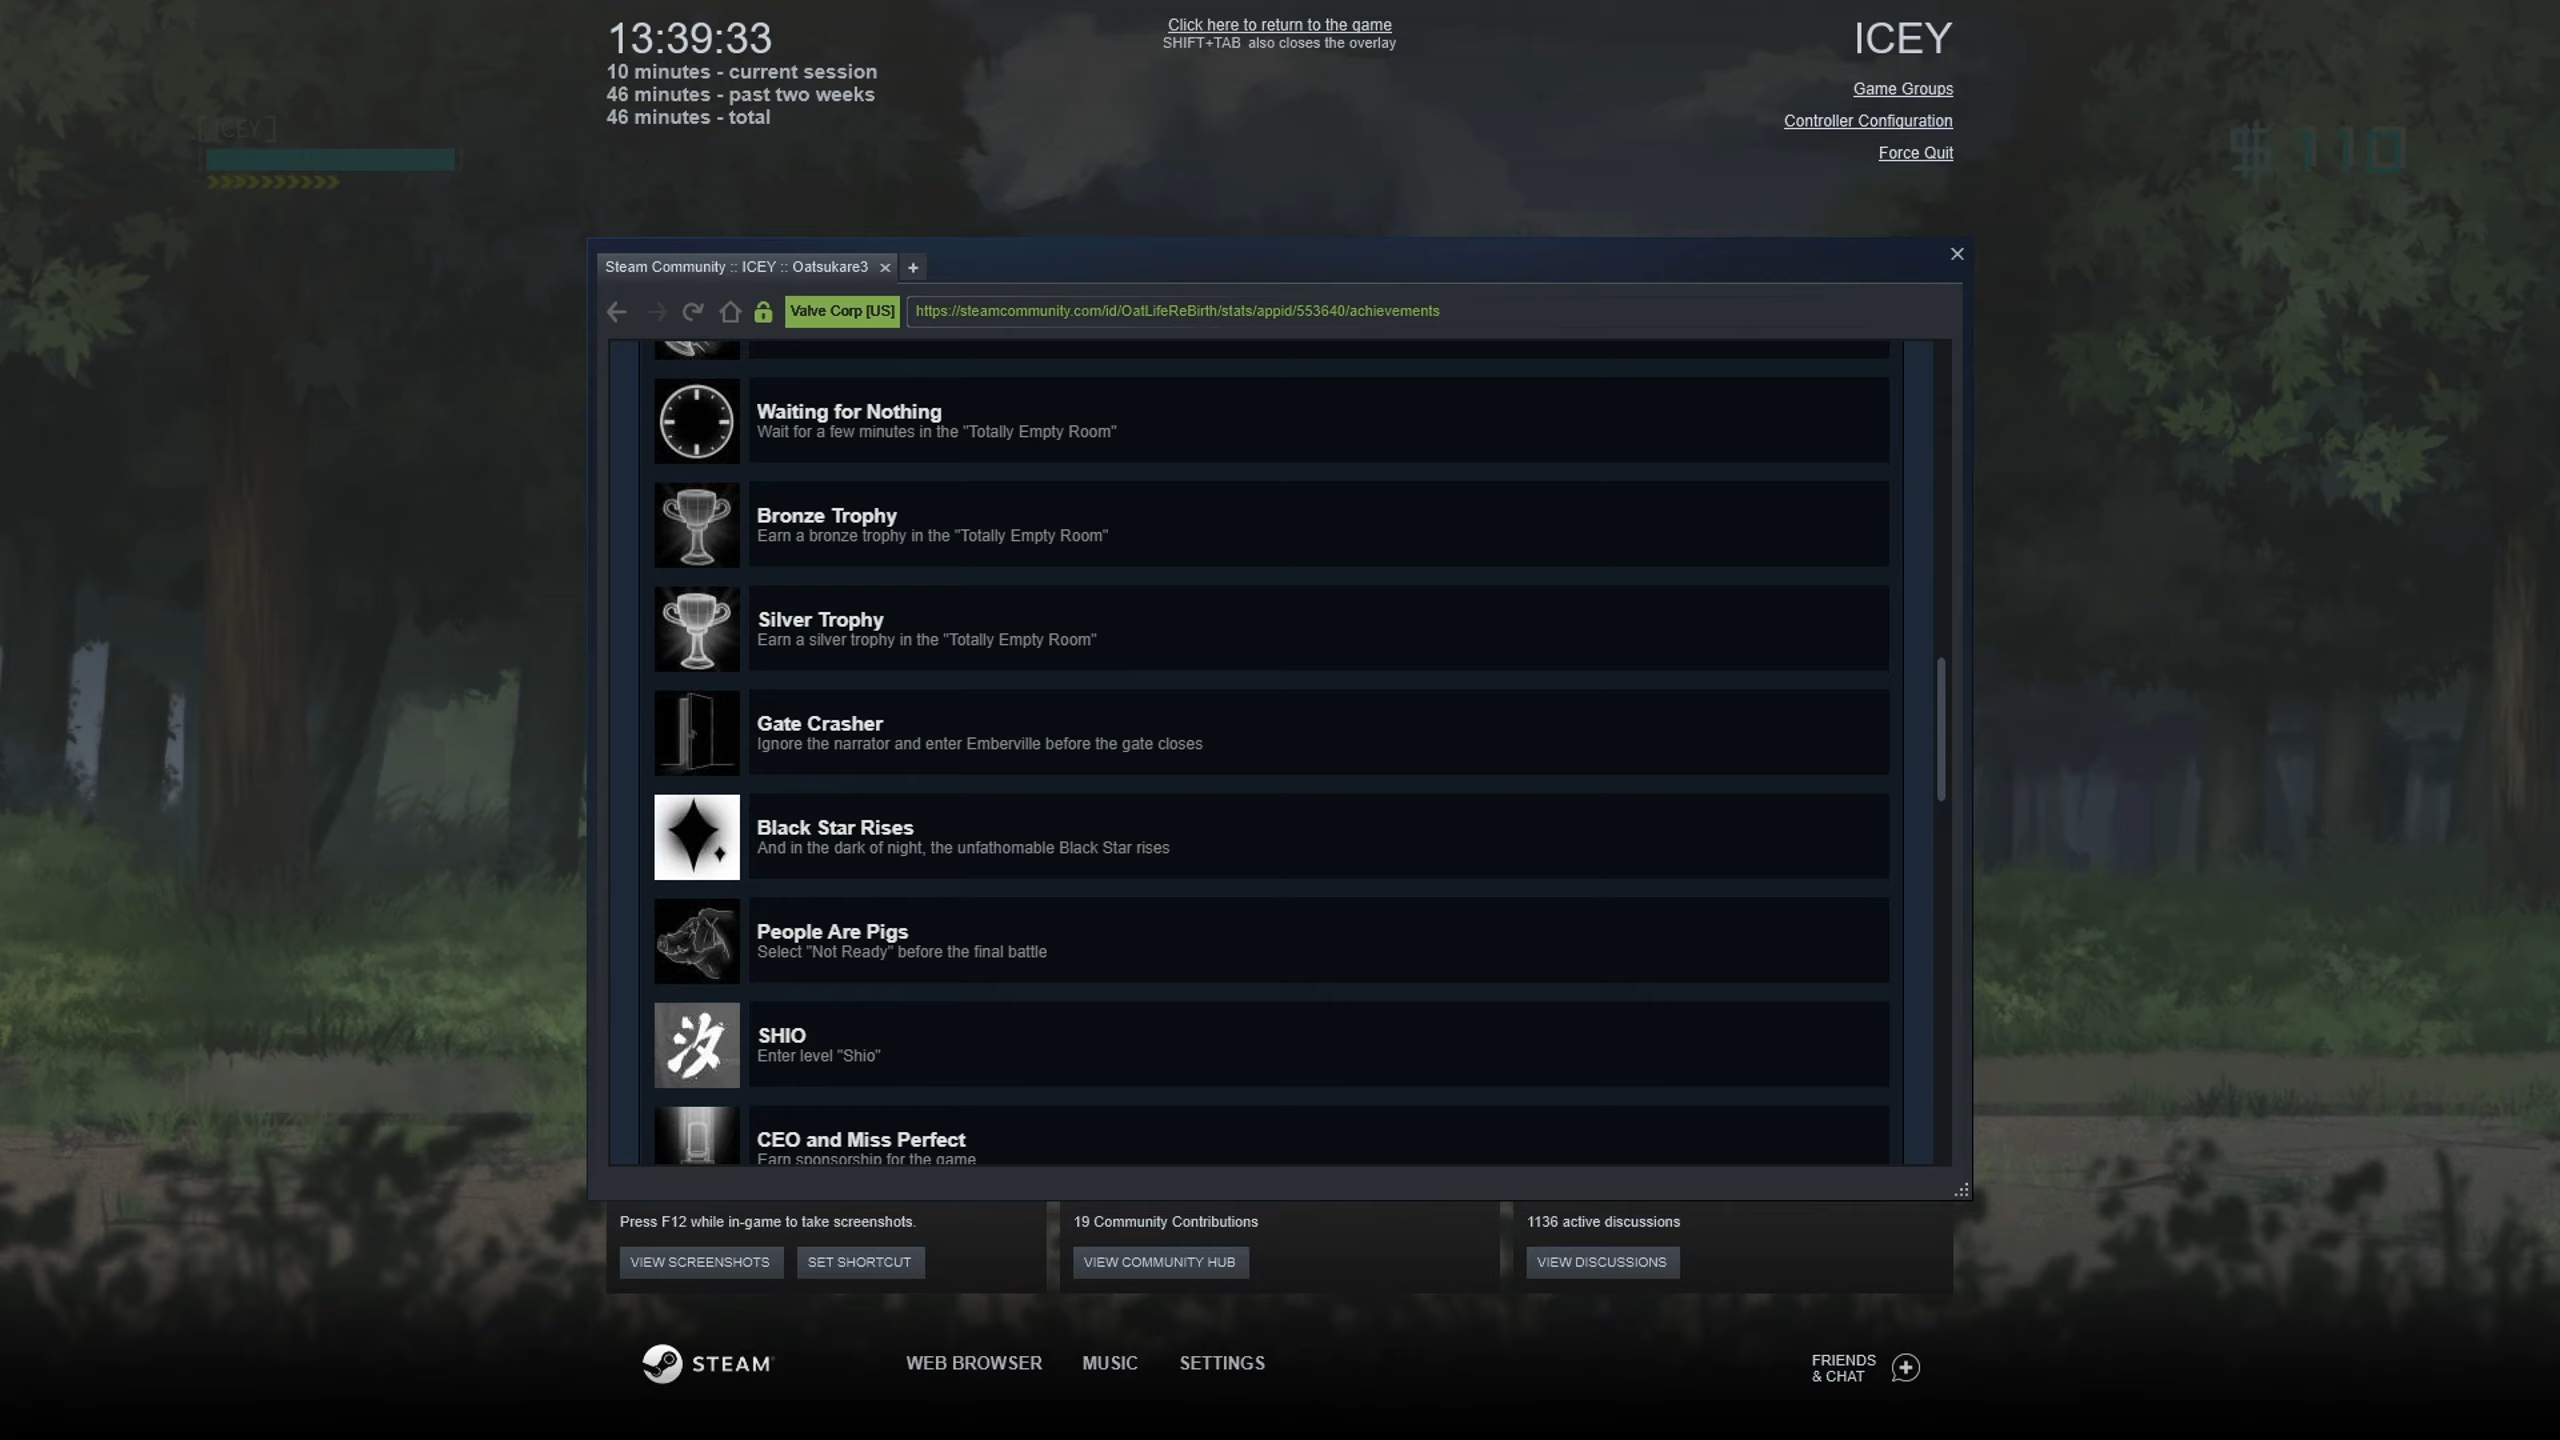 13:39:33
10 minutes - current session
46 minutes - past two weeks
46 minutes - total
Click here to return to the game
SHIFT+TAB also closes the overlay
ICEY
Game Groups
Controller Configuration
Force Quit
[ ICEY ]
$110
Steam Community :: ICEY :: Oatsukare3
Valve Corp [US]
https://steamcommunity.com/id/OatLifeReBirth/stats/appid/553640/achievements
Waiting for Nothing
Wait for a few minutes in the "Totally Empty Room"
Bronze Trophy
Earn a bronze trophy in the "Totally Empty Room"
Silver Trophy
Earn a silver trophy in the "Totally Empty Room"
Gate Crasher
Ignore the narrator and enter Emberville before the gate closes
Black Star Rises
And in the dark of night, the unfathomable Black Star rises
People Are Pigs
Select "Not Ready" before the final battle
汐
SHIO
Enter level "Shio"
CEO and Miss Perfect
Earn sponsorship for the game
Press F12 while in-game to take screenshots.
VIEW SCREENSHOTS
SET SHORTCUT
19 Community Contributions
VIEW COMMUNITY HUB
1136 active discussions
VIEW DISCUSSIONS
STEAM
WEB BROWSER
MUSIC
SETTINGS
FRIENDS
& CHAT